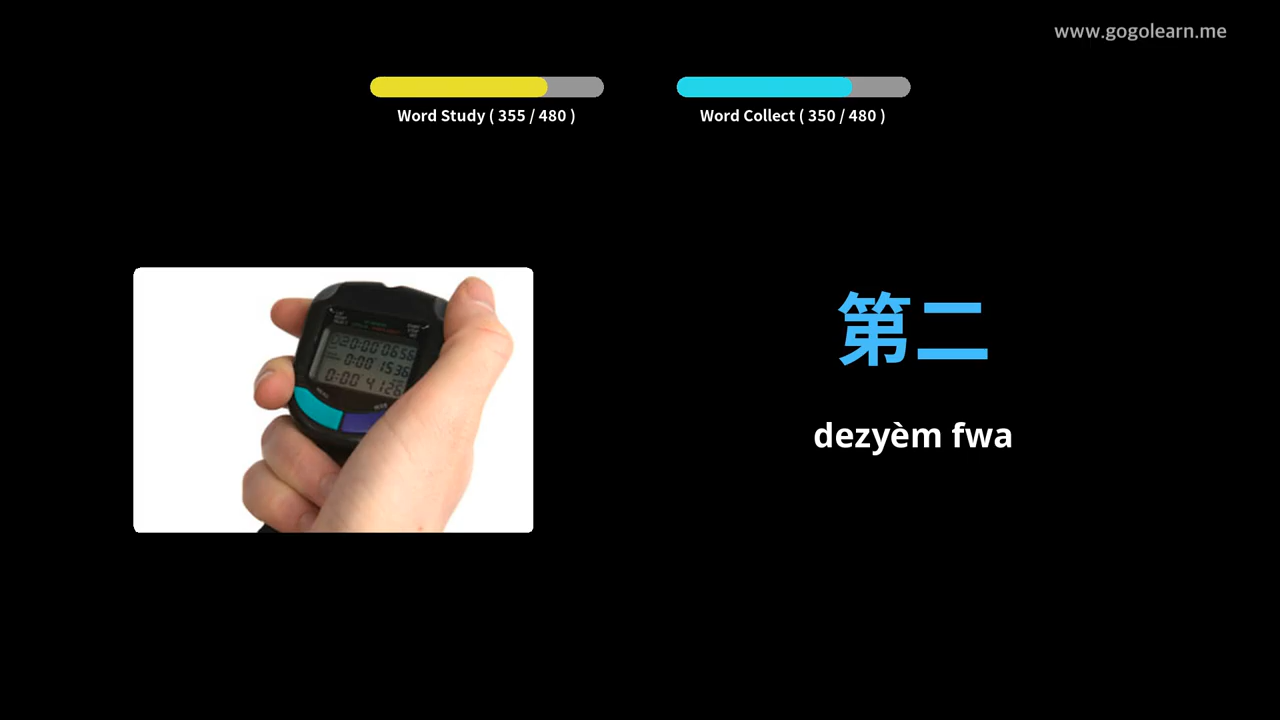 www.gogolearn.me
Word Study ( 355 / 480 )
Word Collect ( 350 / 480 )
第二
dezyèm fwa